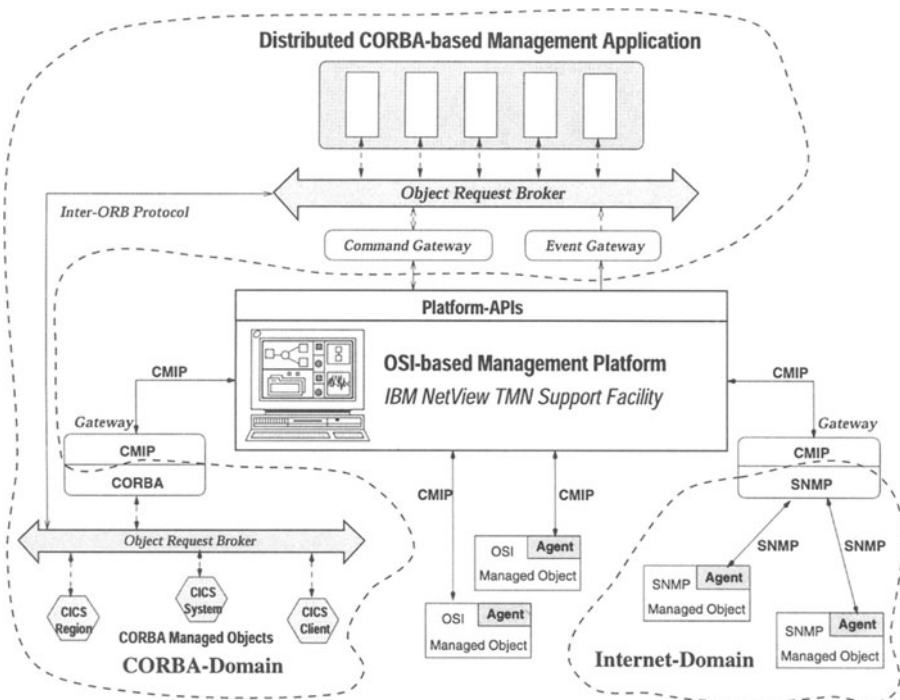 Distributed CORBA-based Management Application
Object Request Broker
Inter-ORB Protocol
Command Gateway
Event Gateway
Platform-APIs
OSI-based Management Platform
IBM NetView TMN Support Facility
CMIP
CMIP
Gateway
Gateway
CMIP
CORBA
CMIP
SNMP
CMIP
CMIP
Object Request Broker
OSI Agent
Managed Object
SNMP
SNMP
SNMP Agent
Managed Object
CICS
Region
CICS
System
CICS
Client
CORBA Managed Objects
CORBA-Domain
OSI Agent
Managed Object
Internet-Domain
SNMP Agent
Managed Object